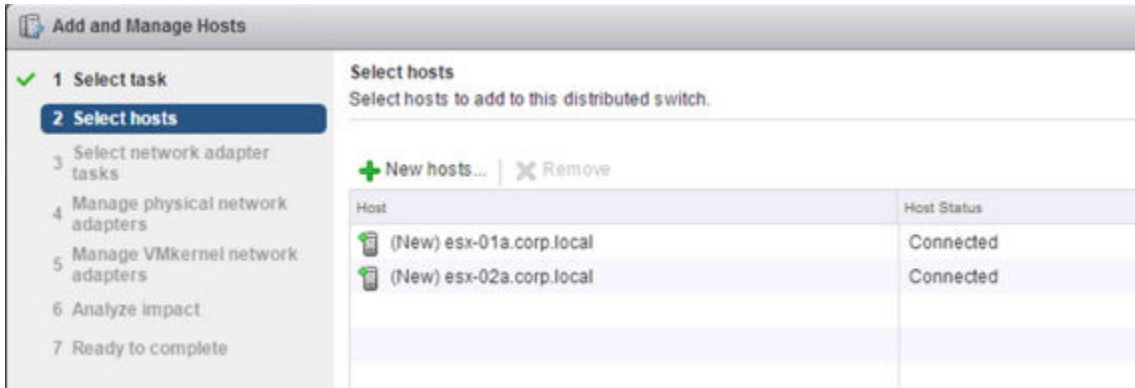 Add and Manage Hosts
1 Select task
2 Select hosts
3 Select network adapter
tasks
4 Manage physical network
adapters
5 Manage VMkernel network
adapters
6 Analyze impact
7 Ready to complete
Select hosts
Select hosts to add to this distributed switch.
New hosts... | Remove
Host Host Status
(New) esx-01a.corp.local Connected
(New) esx-02a.corp.local Connected